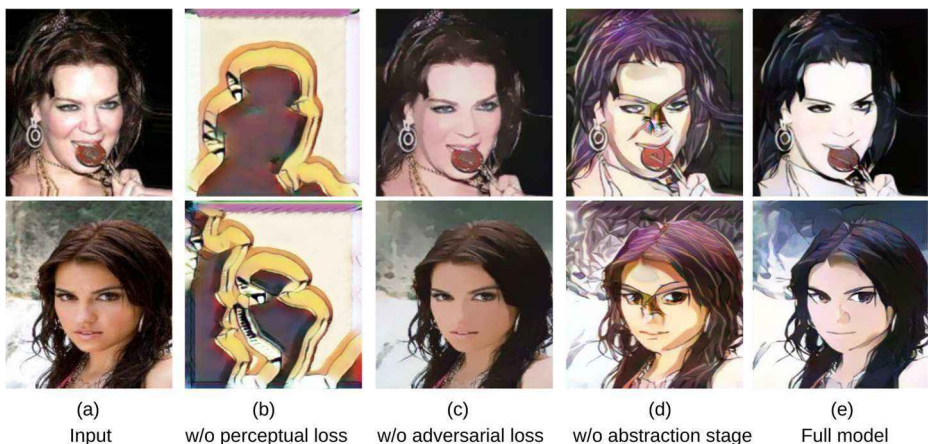 (a) (b) (c) (d) (e)
Input w/o perceptual loss w/o adversarial loss w/o abstraction stage Full model